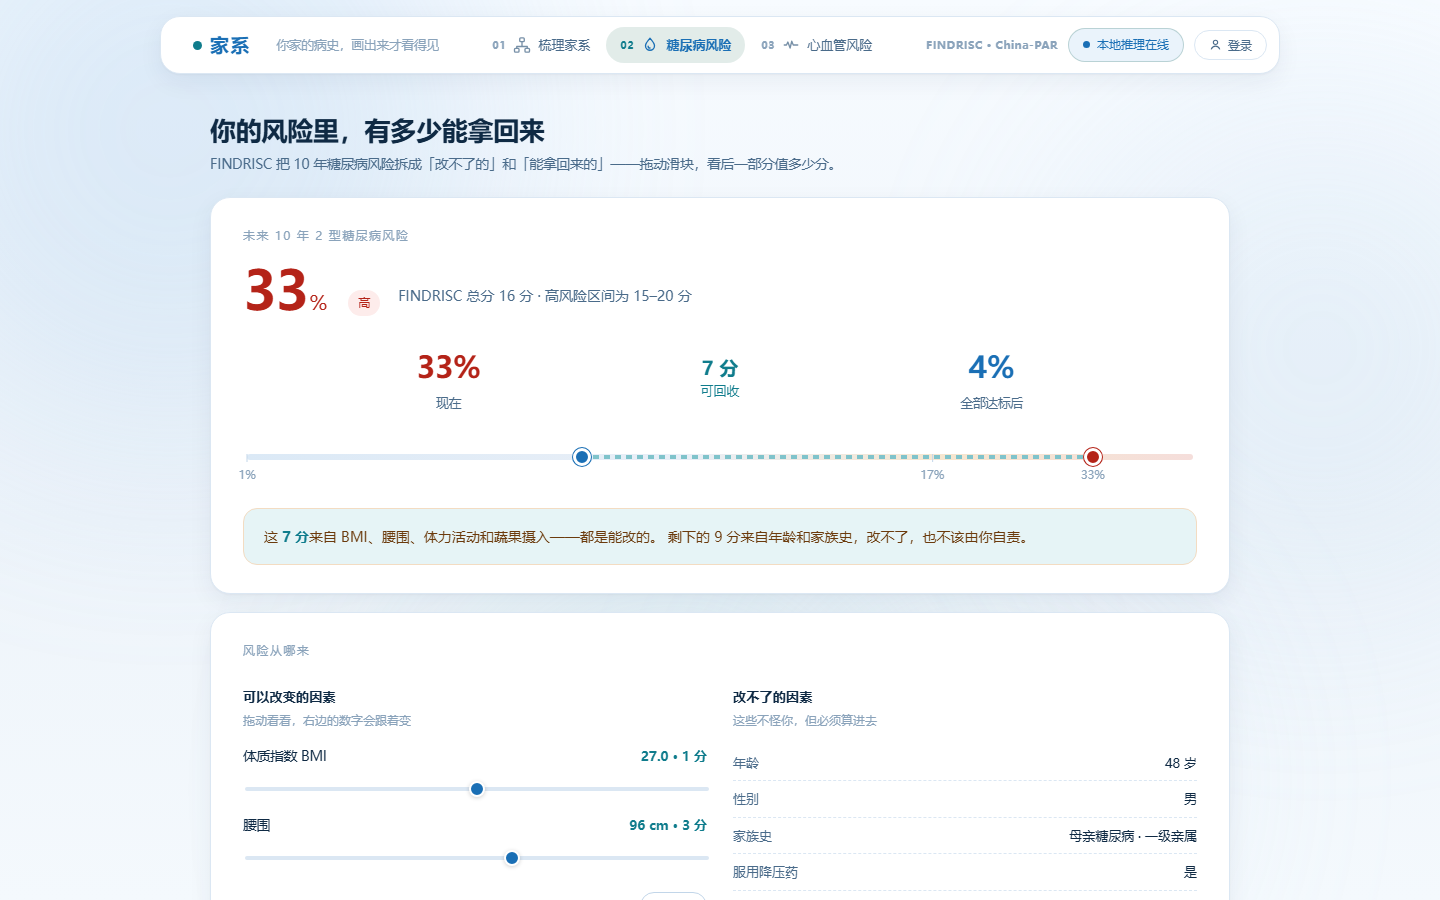 家系
你家的病史，画出来才看得见
01 梳理家系
02 糖尿病风险
03 心血管风险
FINDRISC • China-PAR
本地推理在线
登录
你的风险里，有多少能拿回来
FINDRISC 把 10 年糖尿病风险拆成「改不了的」和「能拿回来的」——拖动滑块，看后一部分值多少分。
未来 10 年 2 型糖尿病风险
33%
高
FINDRISC 总分 16 分 · 高风险区间为 15–20 分
33%
现在
7 分
可回收
4%
全部达标后
1%
17%
33%
这 7 分来自 BMI、腰围、体力活动和蔬果摄入——都是能改的。 剩下的 9 分来自年龄和家族史，改不了，也不该由你自责。
风险从哪来
可以改变的因素
拖动看看，右边的数字会跟着变
体质指数 BMI
27.0 • 1 分
腰围
96 cm • 3 分
改不了的因素
这些不怪你，但必须算进去
年龄
48 岁
性别
男
家族史
母亲糖尿病 · 一级亲属
服用降压药
是